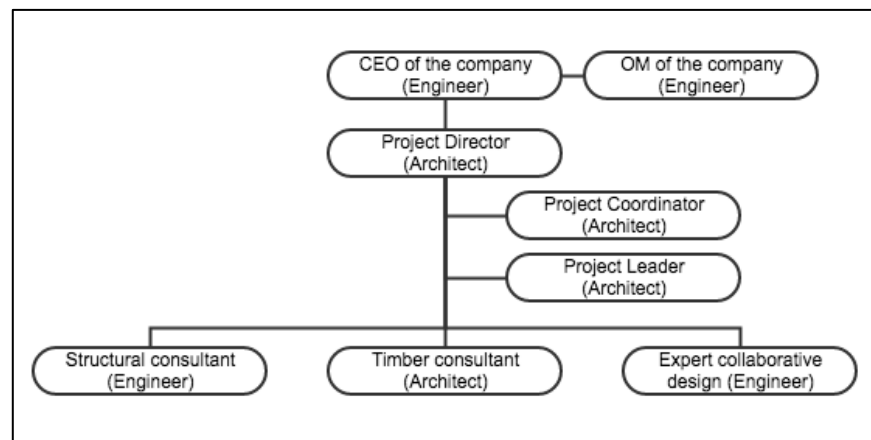 CEO of the company
(Engineer)
OM of the company
(Engineer)
Project Director
(Architect)
Project Coordinator
(Architect)
Project Leader
(Architect)
Structural consultant
(Engineer)
Timber consultant
(Architect)
Expert collaborative
design (Engineer)